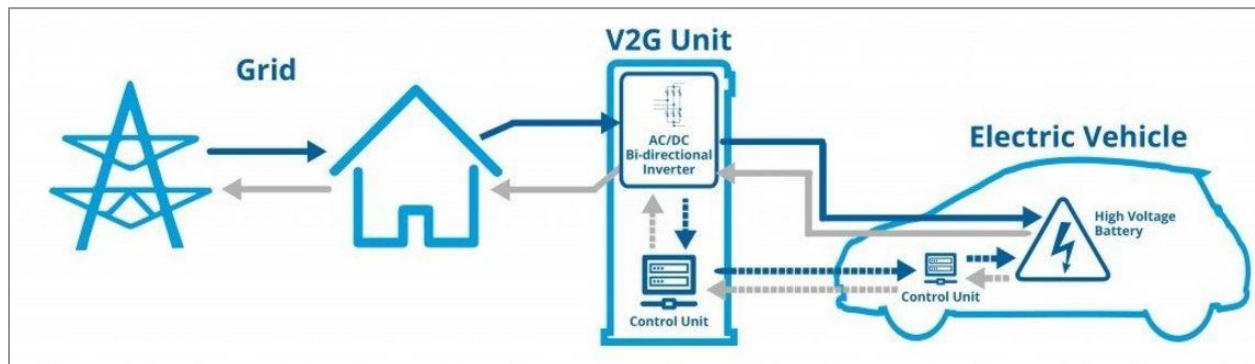 V2G Unit
Grid
AC/DC
Bi-directional
Inverter
Electric Vehicle
High Voltage
Battery
Control Unit
Control Unit